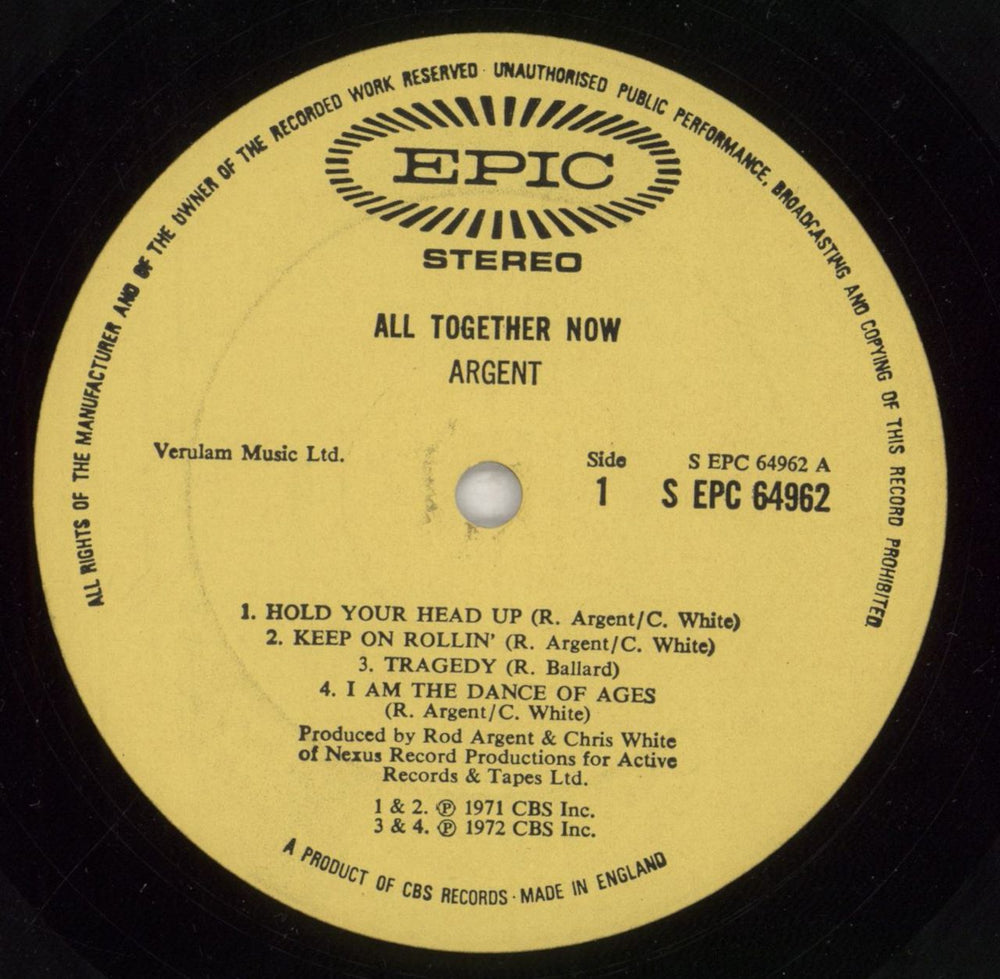 ALL RIGHTS OF THE MANUFACTURER AND OF THE OWNER OF THE RECORDED WORK RESERVED · UNAUTHORISED PUBLIC PERFORMANCE, BROADCASTING AND COPYING OF THIS RECORD PROHIBITED
EPIC
STEREO
ALL TOGETHER NOW
ARGENT
Verulam Music Ltd.
Side S EPC 64962 A
1 S EPC 64962
1. HOLD YOUR HEAD UP (R. Argent/C. White)
2. KEEP ON ROLLIN' (R. Argent/C. White)
3. TRAGEDY (R. Ballard)
4. I AM THE DANCE OF AGES
(R. Argent/C. White)
Produced by Rod Argent & Chris White
of Nexus Record Productions for Active
Records & Tapes Ltd.
1 & 2. ℗ 1971 CBS Inc.
3 & 4. ℗ 1972 CBS Inc.
A PRODUCT OF CBS RECORDS · MADE IN ENGLAND